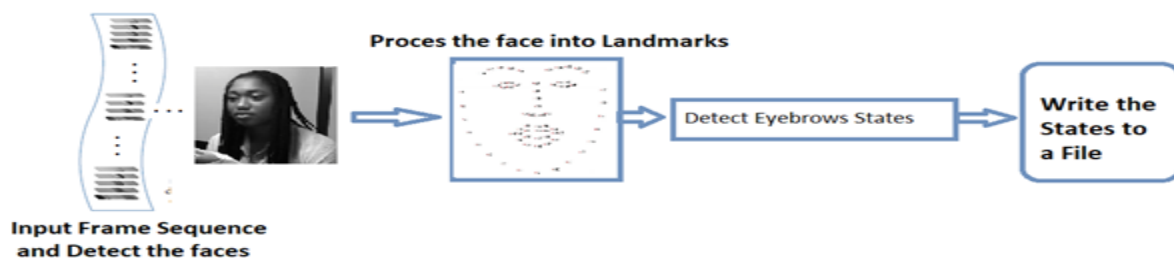 Proces the face into Landmarks
Detect Eyebrows States
Write the
States to
a File
Input Frame Sequence
and Detect the faces